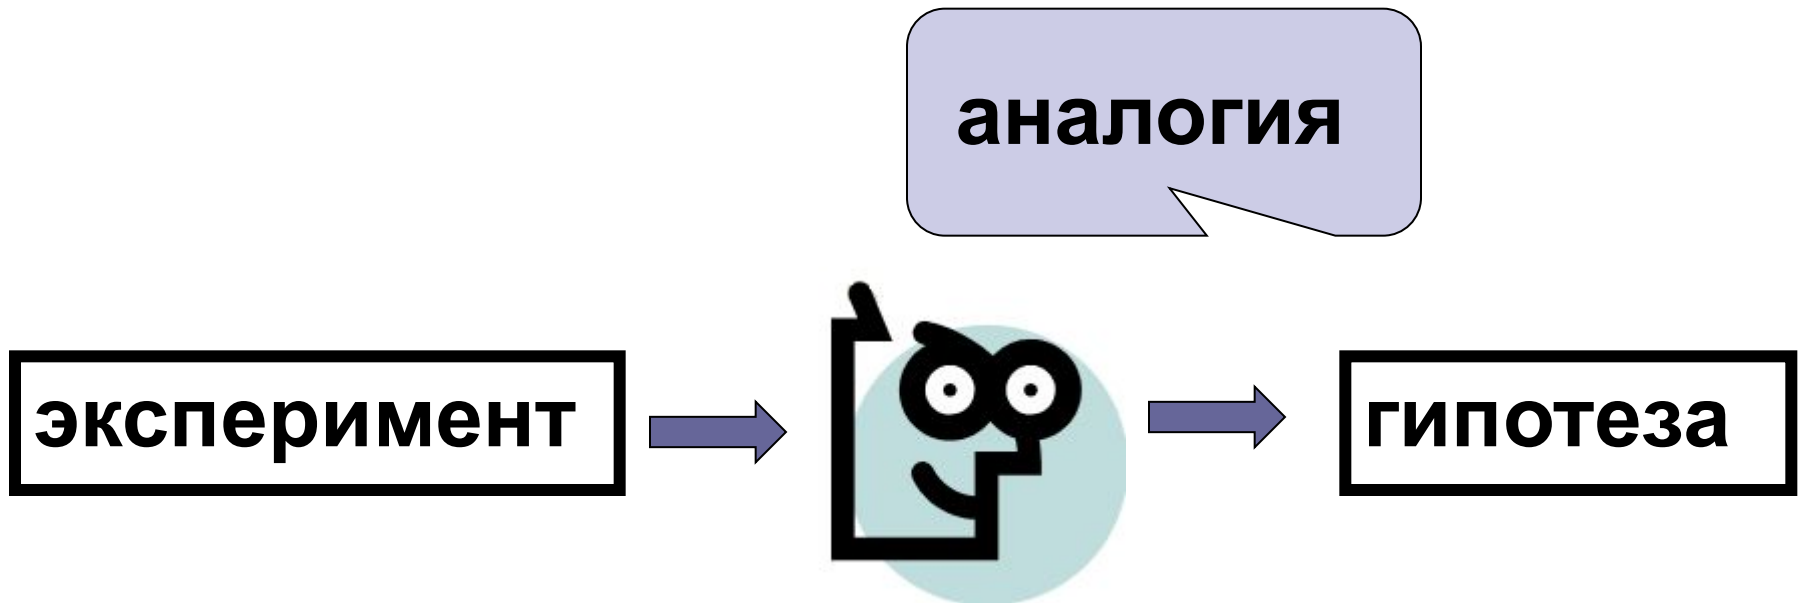 аналогия
эксперимент
гипотеза